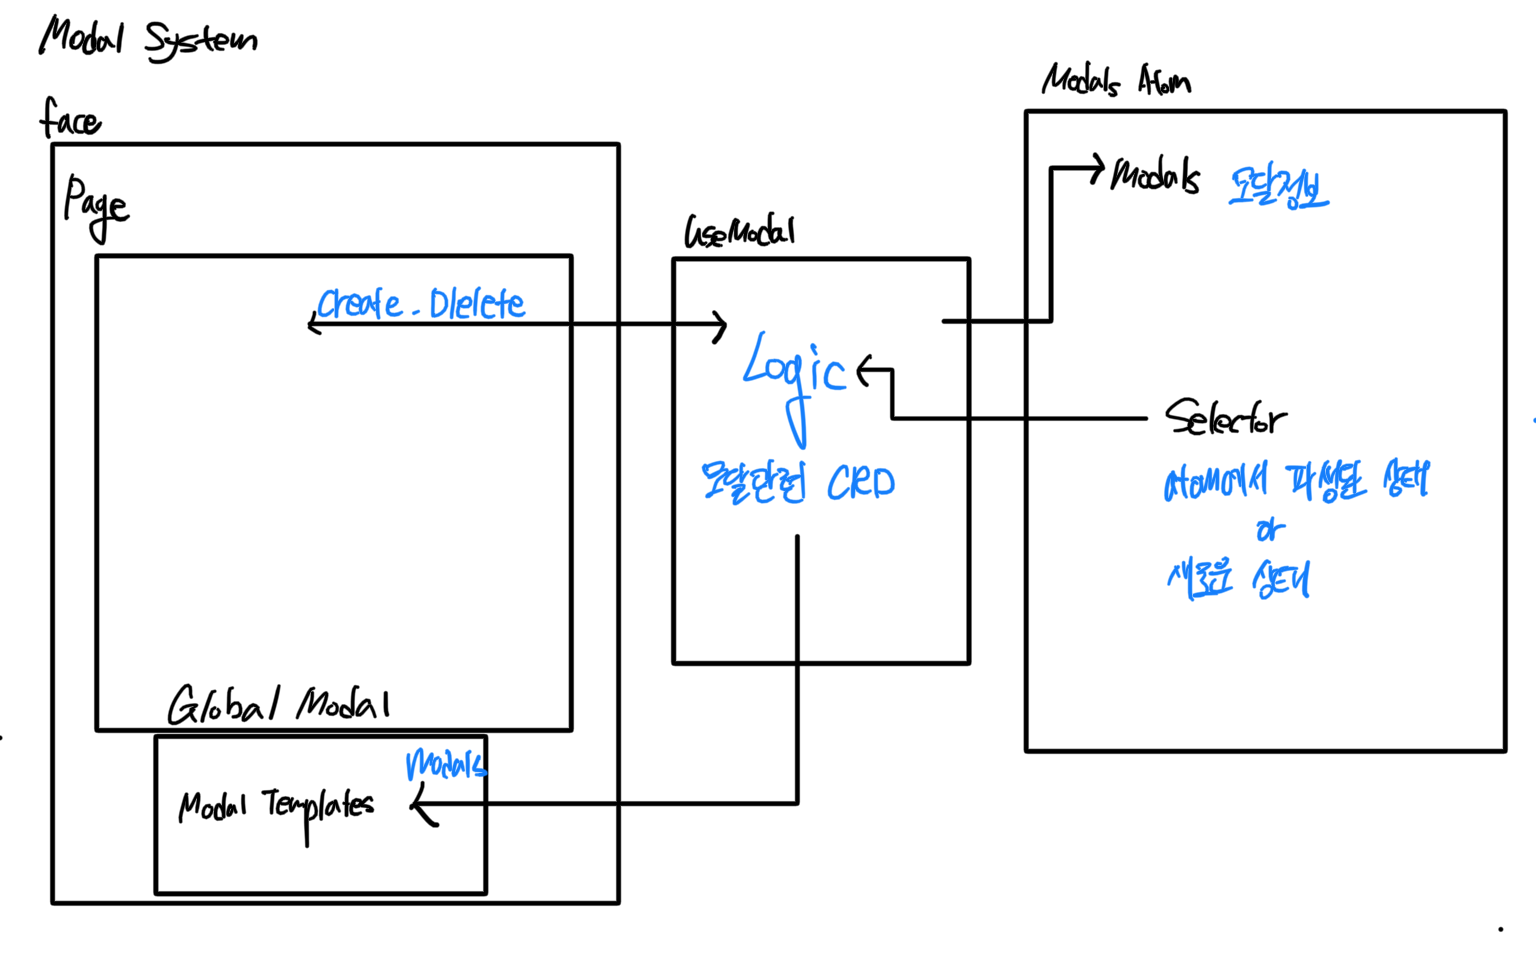 Modal System
face
Page
Create - Dlelete
Global Modal
Modals
Modal Templates
UseModal
Logic
모달관련 CRD
Modals Atom
Modals 모달정보
Selector
atom에서 파생된 상태
or
새로운 상태